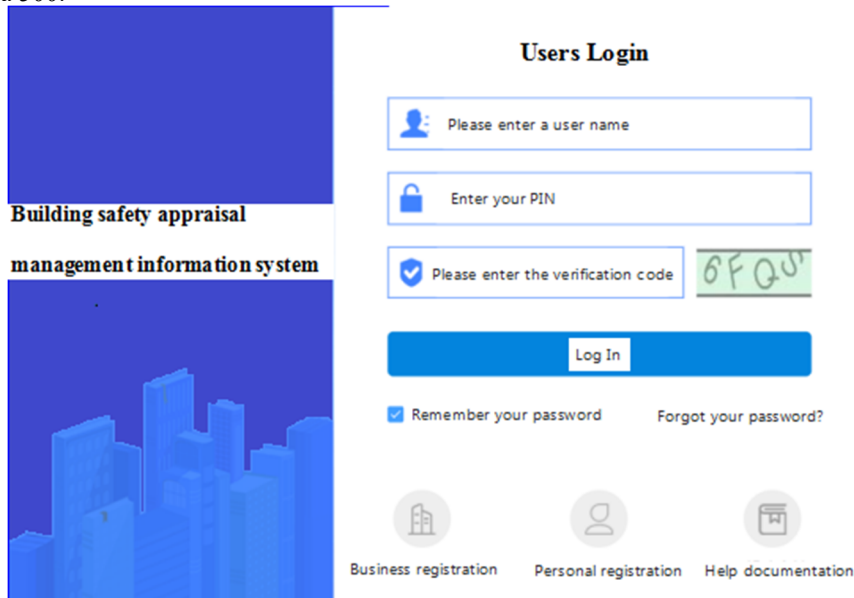 Users Login
Please enter a user name
Enter your PIN
Building safety appraisal
management information system
Please enter the verification code
6FQS
Log In
Remember your password
Forgot your password?
Business registration
Personal registration
Help documentation